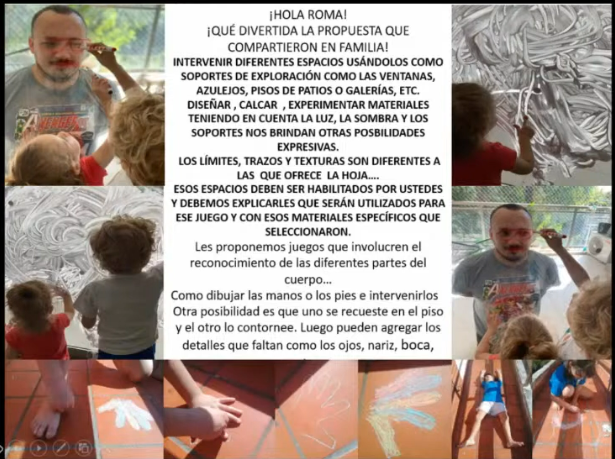 ¡HOLA ROMA!
¡QUÉ DIVERTIDA LA PROPUESTA QUE
COMPARTIERON EN FAMILIA!
INTERVENIR DIFERENTES ESPACIOS USÁNDOLOS COMO
SOPORTES DE EXPLORACIÓN COMO LAS VENTANAS,
AZULEJOS, PISOS DE PATIOS O GALERÍAS, ETC.
DISEÑAR , CALCAR , EXPERIMENTAR MATERIALES
TENIENDO EN CUENTA LA LUZ, LA SOMBRA Y LOS
SOPORTES NOS BRINDAN OTRAS POSBILIDADES
EXPRESIVAS.
LOS LÍMITES, TRAZOS Y TEXTURAS SON DIFERENTES A
LAS QUE OFRECE LA HOJA….
ESOS ESPACIOS DEBEN SER HABILITADOS POR USTEDES
Y DEBEMOS EXPLICARLES QUE SERÁN UTILIZADOS PARA
ESE JUEGO Y CON ESOS MATERIALES ESPECÍFICOS QUE
SELECCIONARON.
Les proponemos juegos que involucren el
reconocimiento de las diferentes partes del
cuerpo…
Como dibujar las manos o los pies e intervenirlos
Otra posibilidad es que uno se recueste en el piso
y el otro lo contornee. Luego pueden agregar los
detalles que faltan como los ojos, nariz, boca,